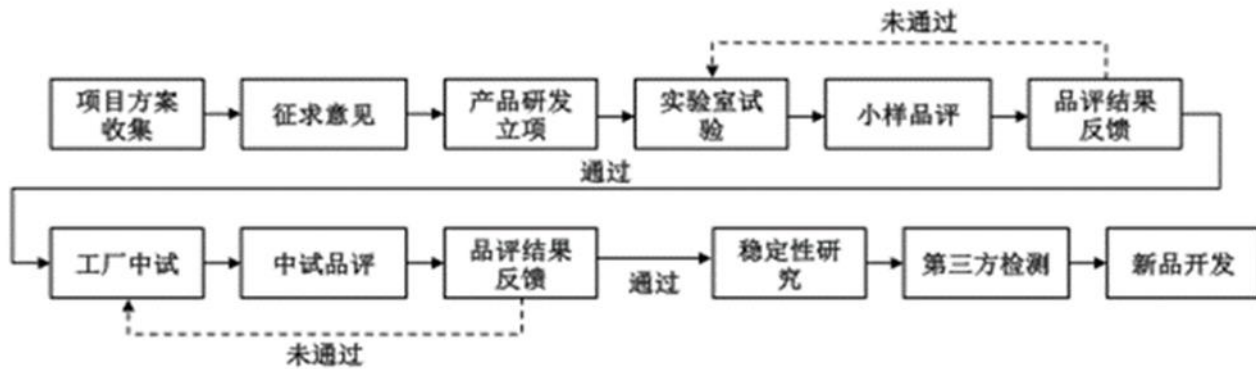 未通过
项目方案
收集
征求意见
产品研发
立项
实验室试
验
小样品评
品评结果
反馈
通过
工厂中试
中试品评
品评结果
反馈
通过
稳定性研
究
第三方检测
新品开发
未通过